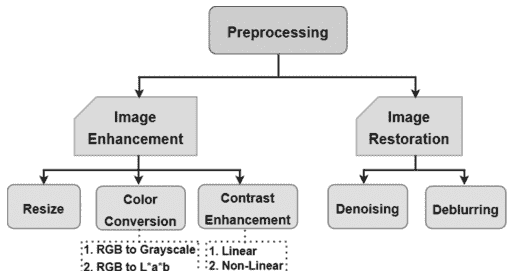 Preprocessing
Image
Enhancement
Image
Restoration
Resize
Color
Conversion
Contrast
Enhancement
Denoising
Deblurring
1. RGB to Grayscale
2. RGB to L*a*b
1. Linear
2. Non-Linear